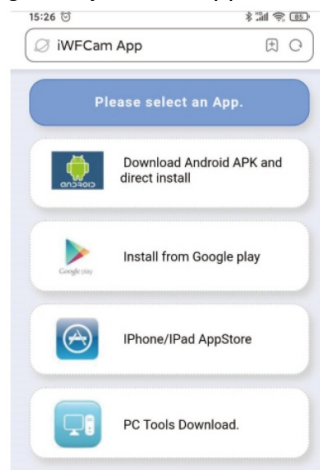 15:26
iWFCam App
Please select an App.
Download Android APK and
direct install
ANDROID
Install from Google play
Google play
IPhone/IPad AppStore
PC Tools Download.